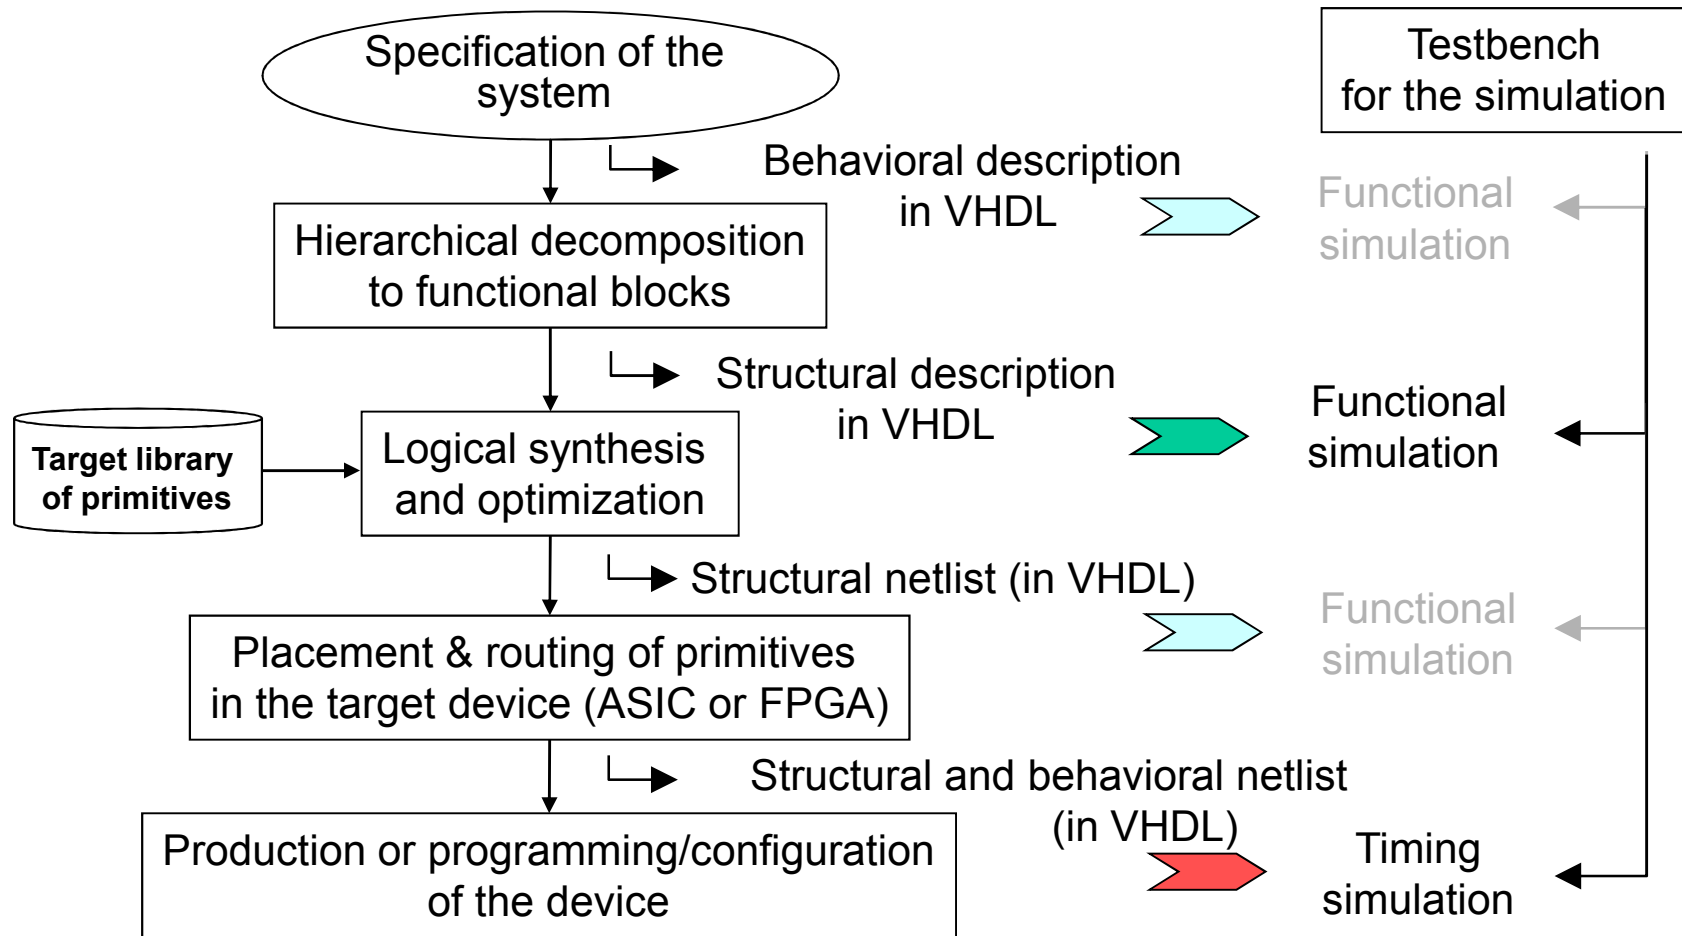 Specification of the
system
Testbench
for the simulation
Behavioral description
in VHDL
Functional
simulation
Hierarchical decomposition
to functional blocks
Structural description
in VHDL
Functional
simulation
Target library
of primitives
Logical synthesis
and optimization
Structural netlist (in VHDL)
Functional
simulation
Placement & routing of primitives
in the target device (ASIC or FPGA)
Structural and behavioral netlist
(in VHDL)
Timing
simulation
Production or programming/configuration
of the device